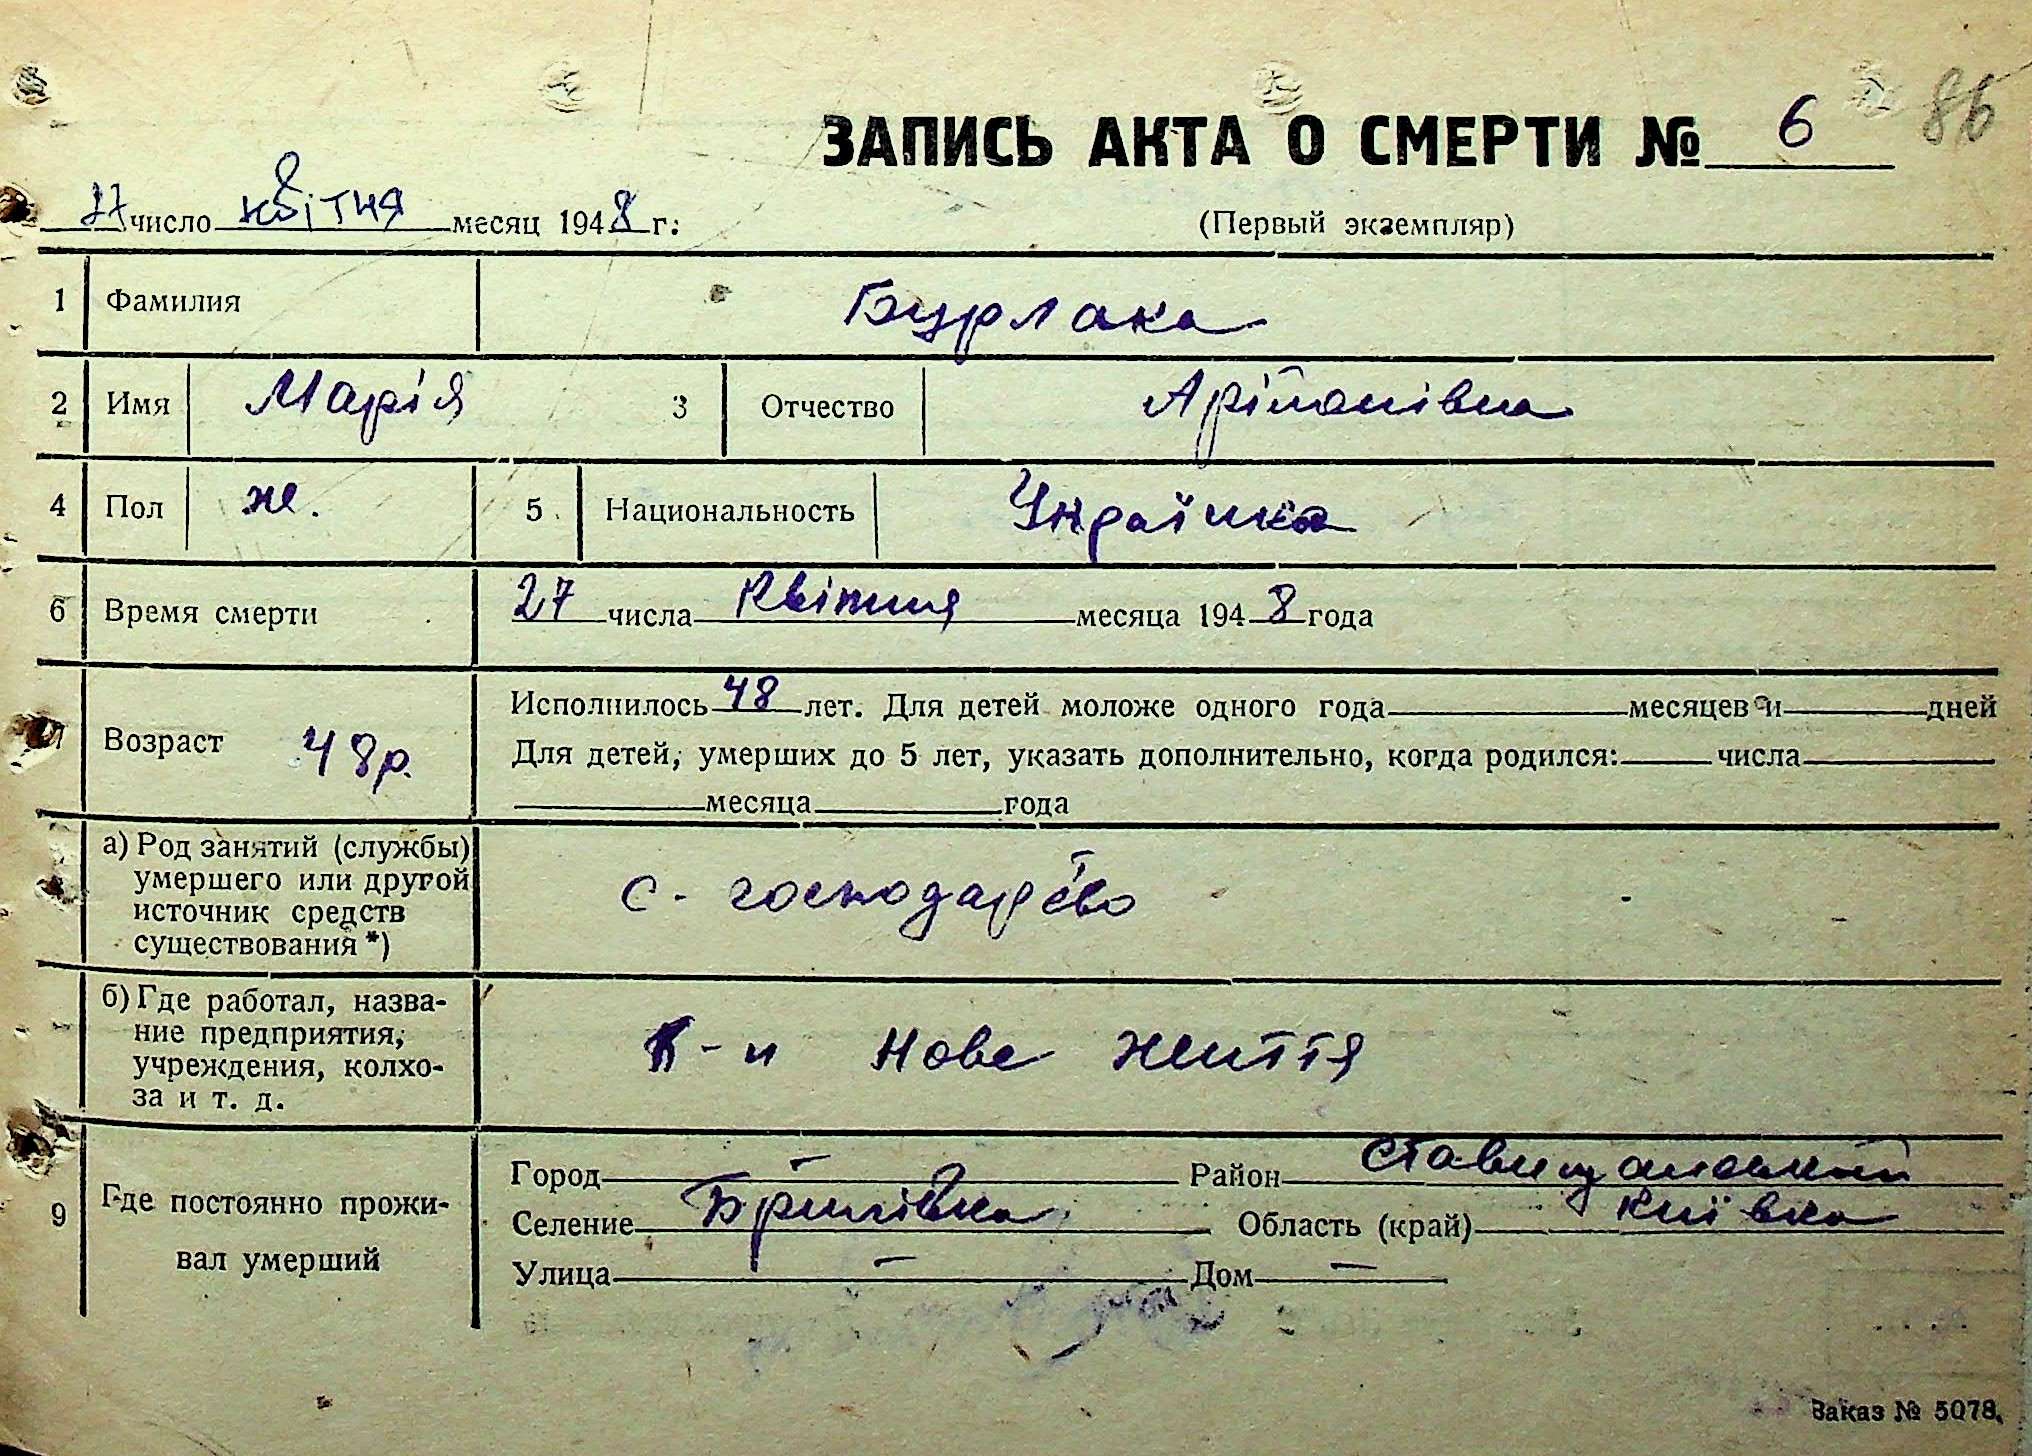 ЗАПИСЬ АКТА О СМЕРТИ № 6 86
27 число квітня месяц 1948 г:
(Первый экземпляр)
1 Фамилия Бурлака
2 Имя Марія 3 Отчество
4 Пол ж. 5 Национальность Українка
6 Время смерти 27 числа Квітня месяца 1948 года
Исполнилось 48 лет. Для детей моложе одного года месяцев и дней
Возраст 48р. Для детей, умерших до 5 лет, указать дополнительно, когда родился: числа
месяца года
а) Род занятий (службы)
умершего или другой
источник средств
существования *)
с-господарство
б) Где работал, назва-
ние предприятия,
учреждения, колхо-
за и т. д.
К-п Нове життя
9 Где постоянно прожи-
вал умерший
Город — Район Ставищанський
Селение Брилівка Область (край) Київська
Улица — Дом —
Заказ № 5078.